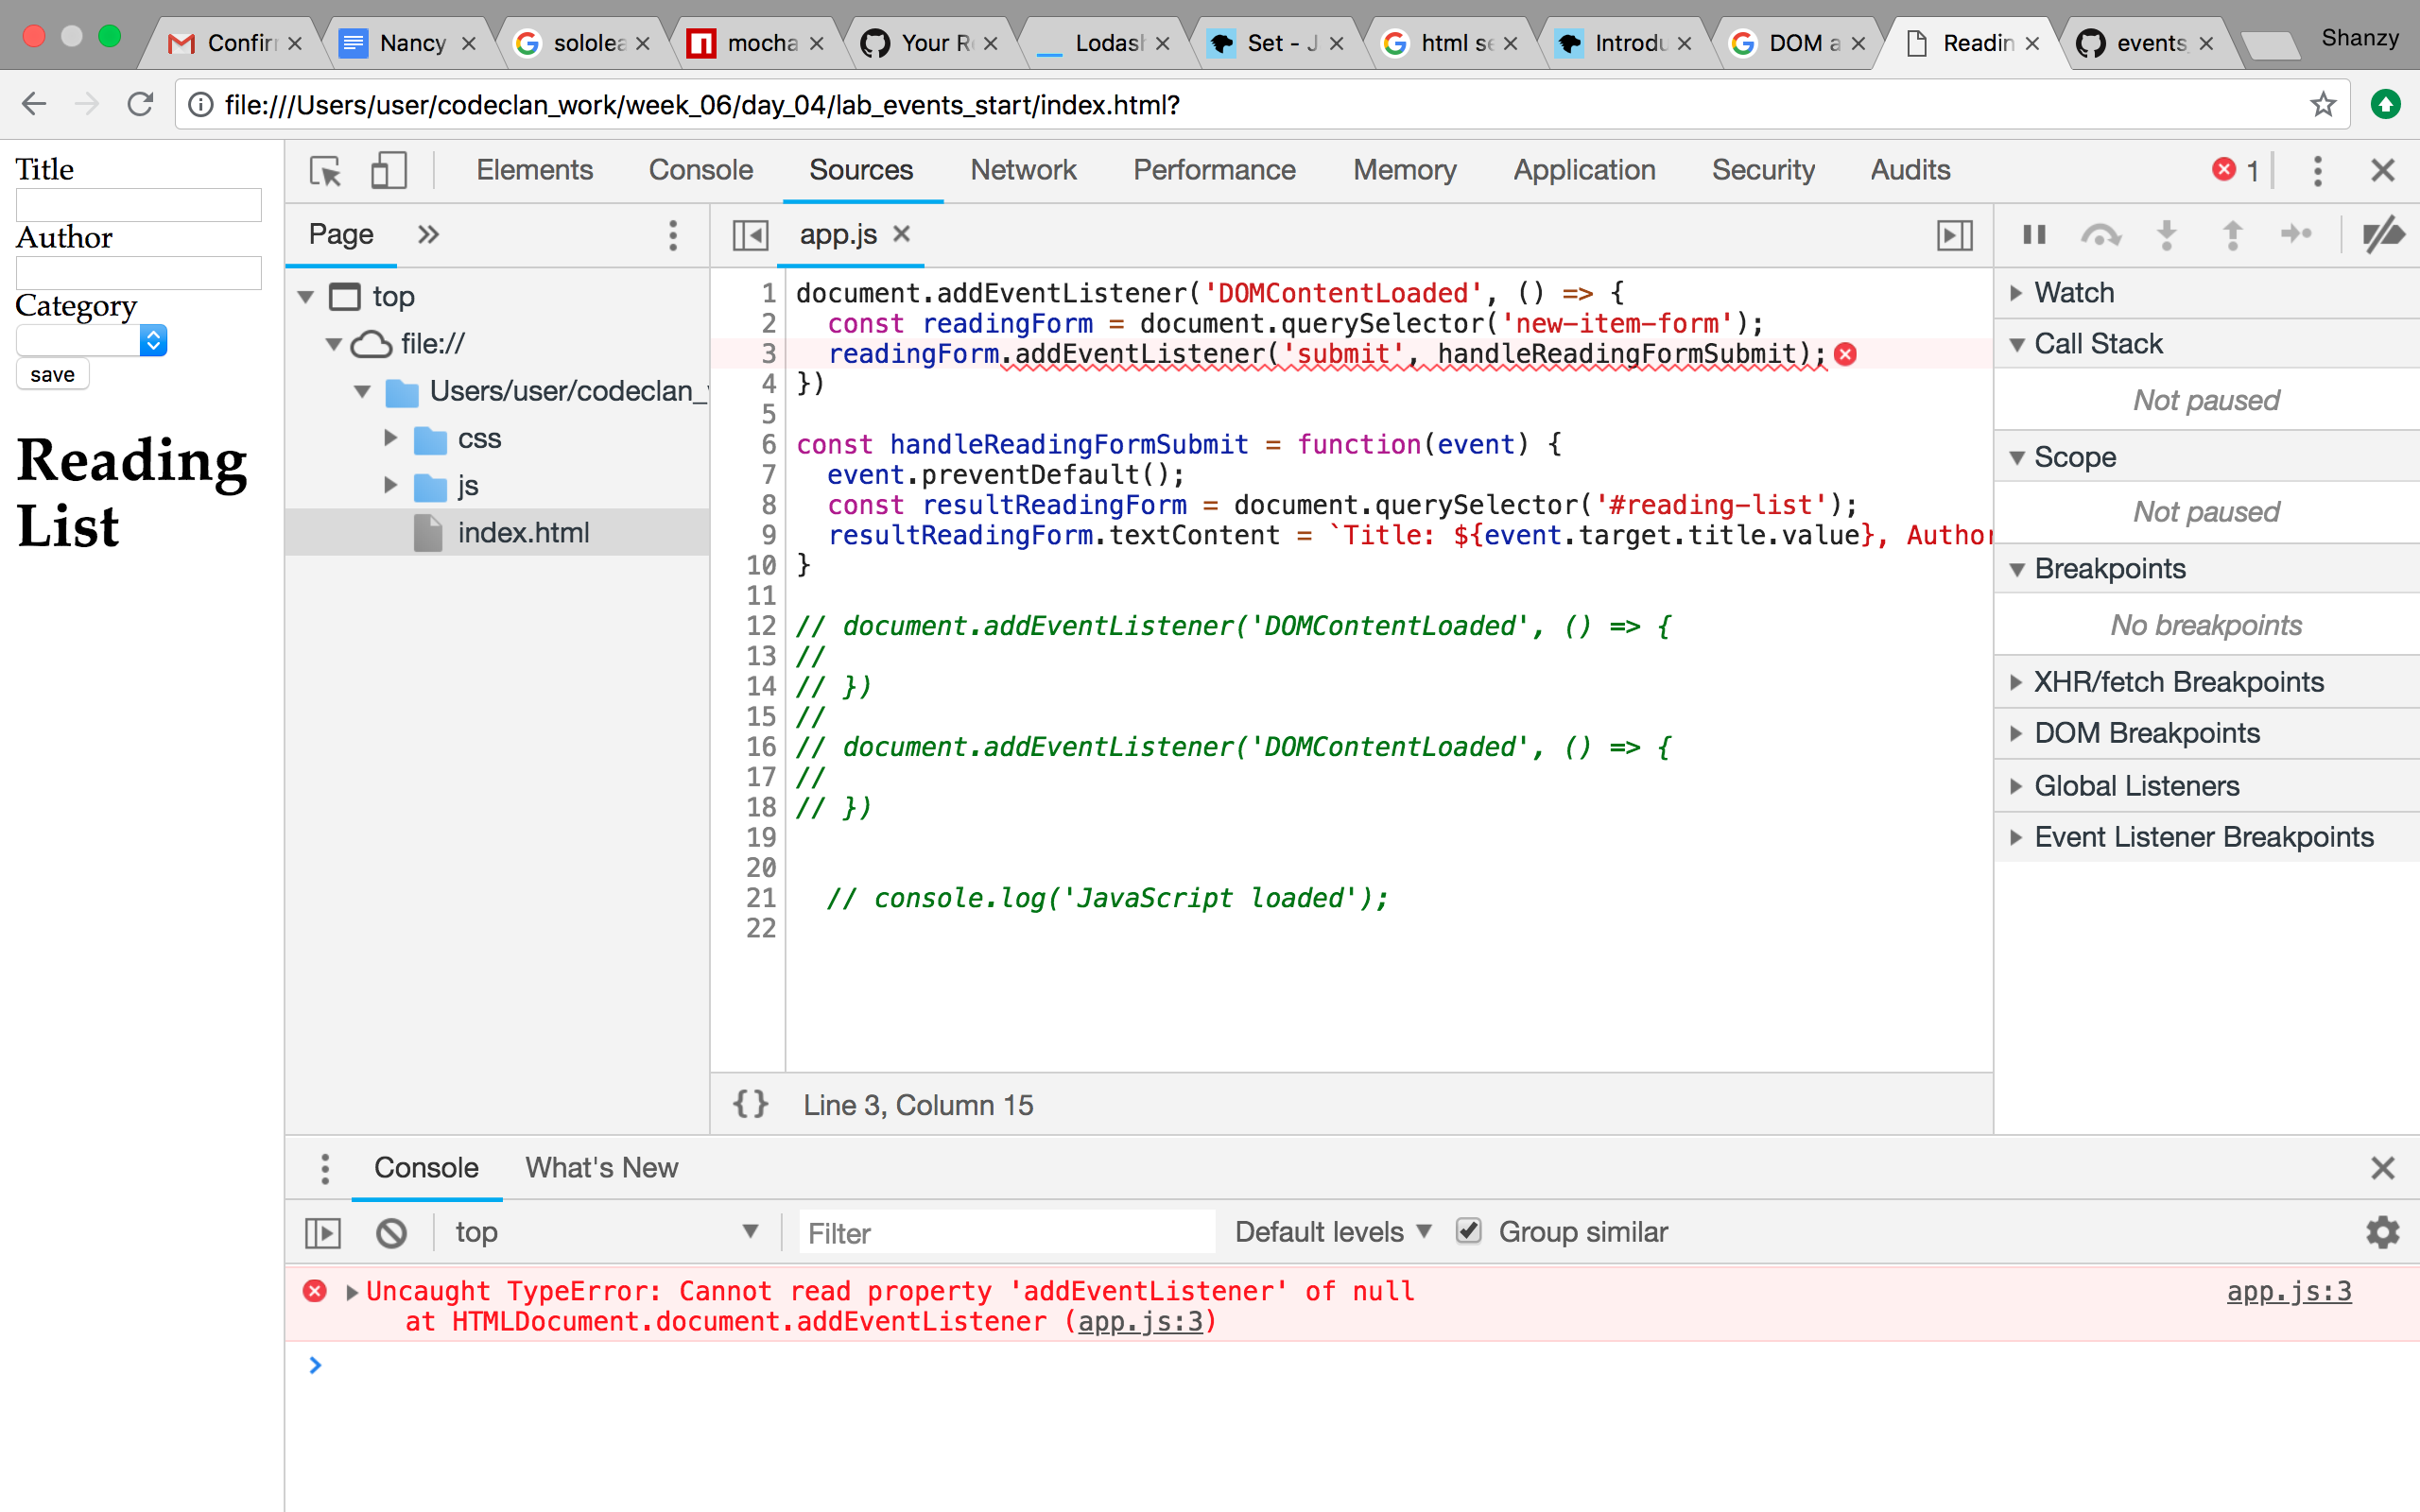 Confir
Nancy
sololea
mocha
Your R
Lodash
Set - J
html se
Introdu
DOM a
Readin
events
Shanzy
file:///Users/user/codeclan_work/week_06/day_04/lab_events_start/index.html?
Title
Author
Category
save
Reading
List
Elements Console Sources Network Performance Memory Application Security Audits 1
Page
top
file://
Users/user/codeclan_
css
js
index.html
app.js
1 document.addEventListener('DOMContentLoaded', () => {
2 const readingForm = document.querySelector('new-item-form');
3 readingForm.addEventListener('submit', handleReadingFormSubmit);
4 })
5
6 const handleReadingFormSubmit = function(event) {
7 event.preventDefault();
8 const resultReadingForm = document.querySelector('#reading-list');
9 resultReadingForm.textContent = `Title: ${event.target.title.value}, Author
10 }
11
12 // document.addEventListener('DOMContentLoaded', () => {
13 //
14 // })
15 //
16 // document.addEventListener('DOMContentLoaded', () => {
17 //
18 // })
19
20
21 // console.log('JavaScript loaded');
22
{} Line 3, Column 15
Watch
Call Stack
Not paused
Scope
Not paused
Breakpoints
No breakpoints
XHR/fetch Breakpoints
DOM Breakpoints
Global Listeners
Event Listener Breakpoints
Console What's New
top Filter Default levels Group similar
Uncaught TypeError: Cannot read property 'addEventListener' of null app.js:3
at HTMLDocument.document.addEventListener (app.js:3)